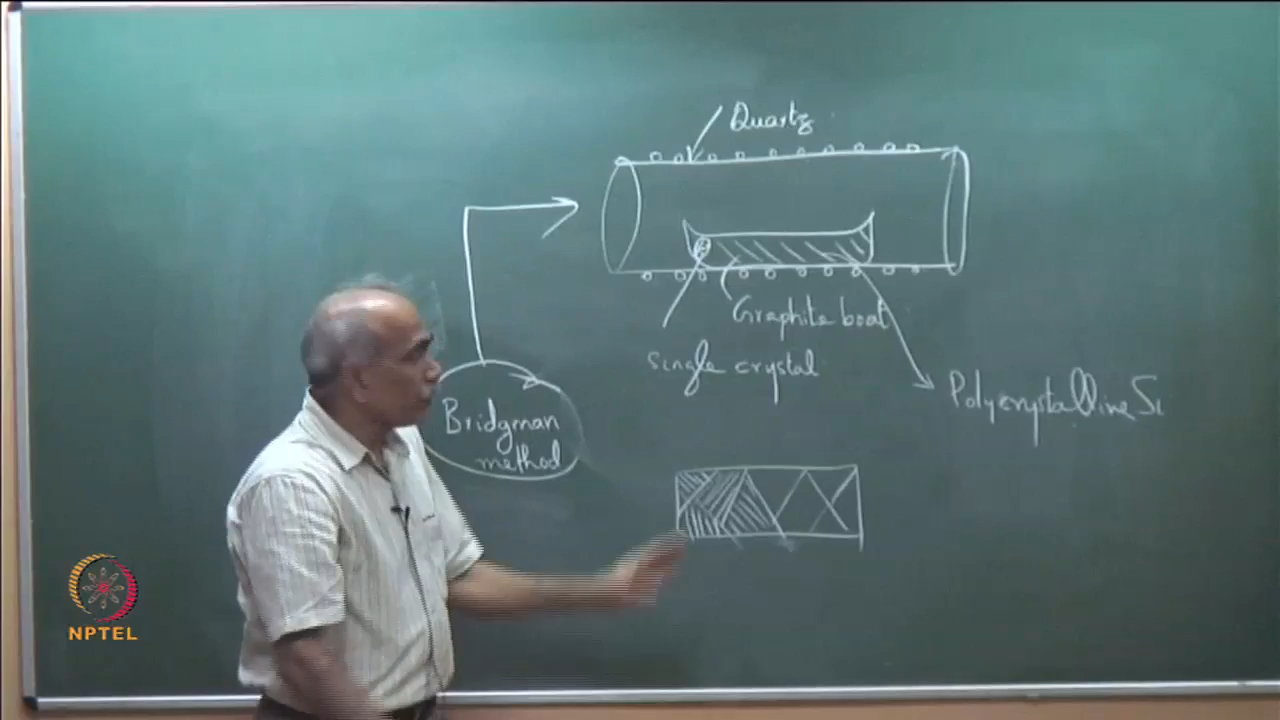 Quartz
Graphite boat
single crystal
Polycrystalline Si
Bridgman
method
NPTEL